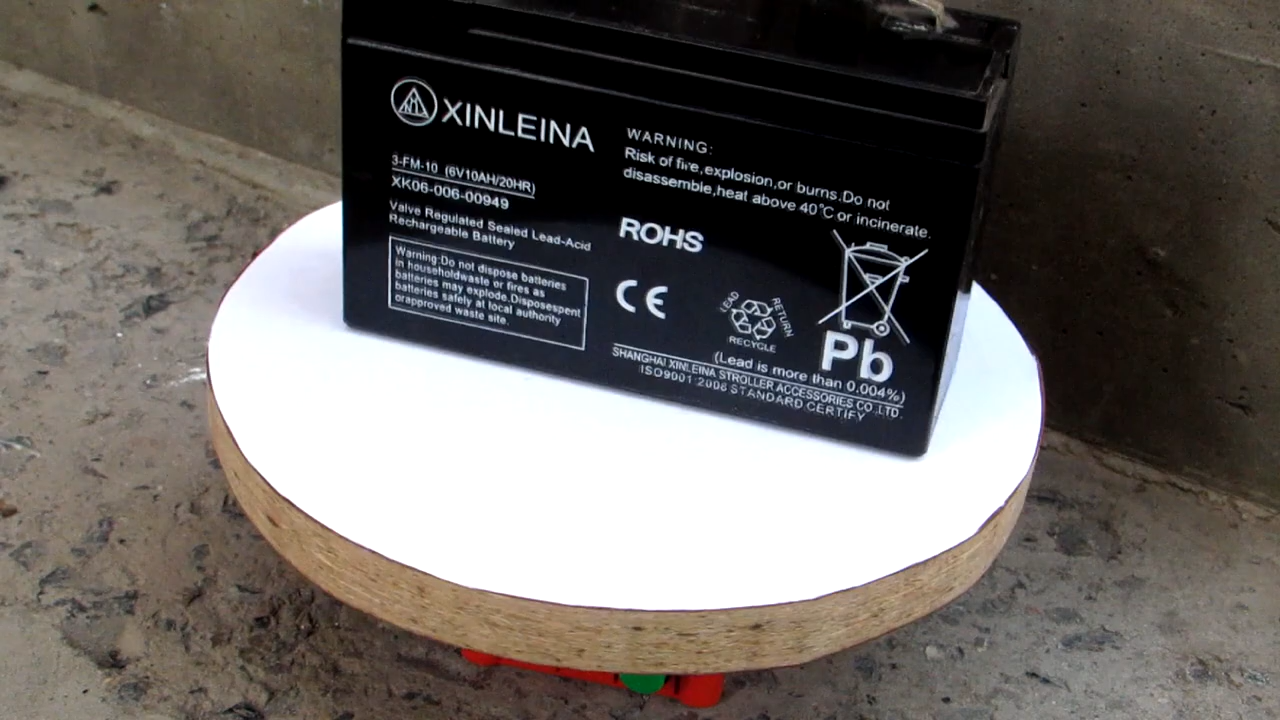 XINLEINA
3-FM-10 (6V10AH/20HR)
XK06-006-00949
Valve Regulated Sealed Lead-Acid
Rechargeable Battery
Warning:Do not dispose batteries
in householdwaste or fires as
batteries may explode.Disposespent
batteries safely at local authority
orapproved waste site.
WARNING:
Risk of fire,explosion,or burns.Do not
disassemble,heat above 40℃ or incinerate.
ROHS
CE
LEAD
RETURN
RECYCLE
Pb
(Lead is more than 0.004%)
SHANGHAI XINLEINA STROLLER ACCESSORIES CO.,LTD.
ISO9001:2008 STANDARD CERTIFY